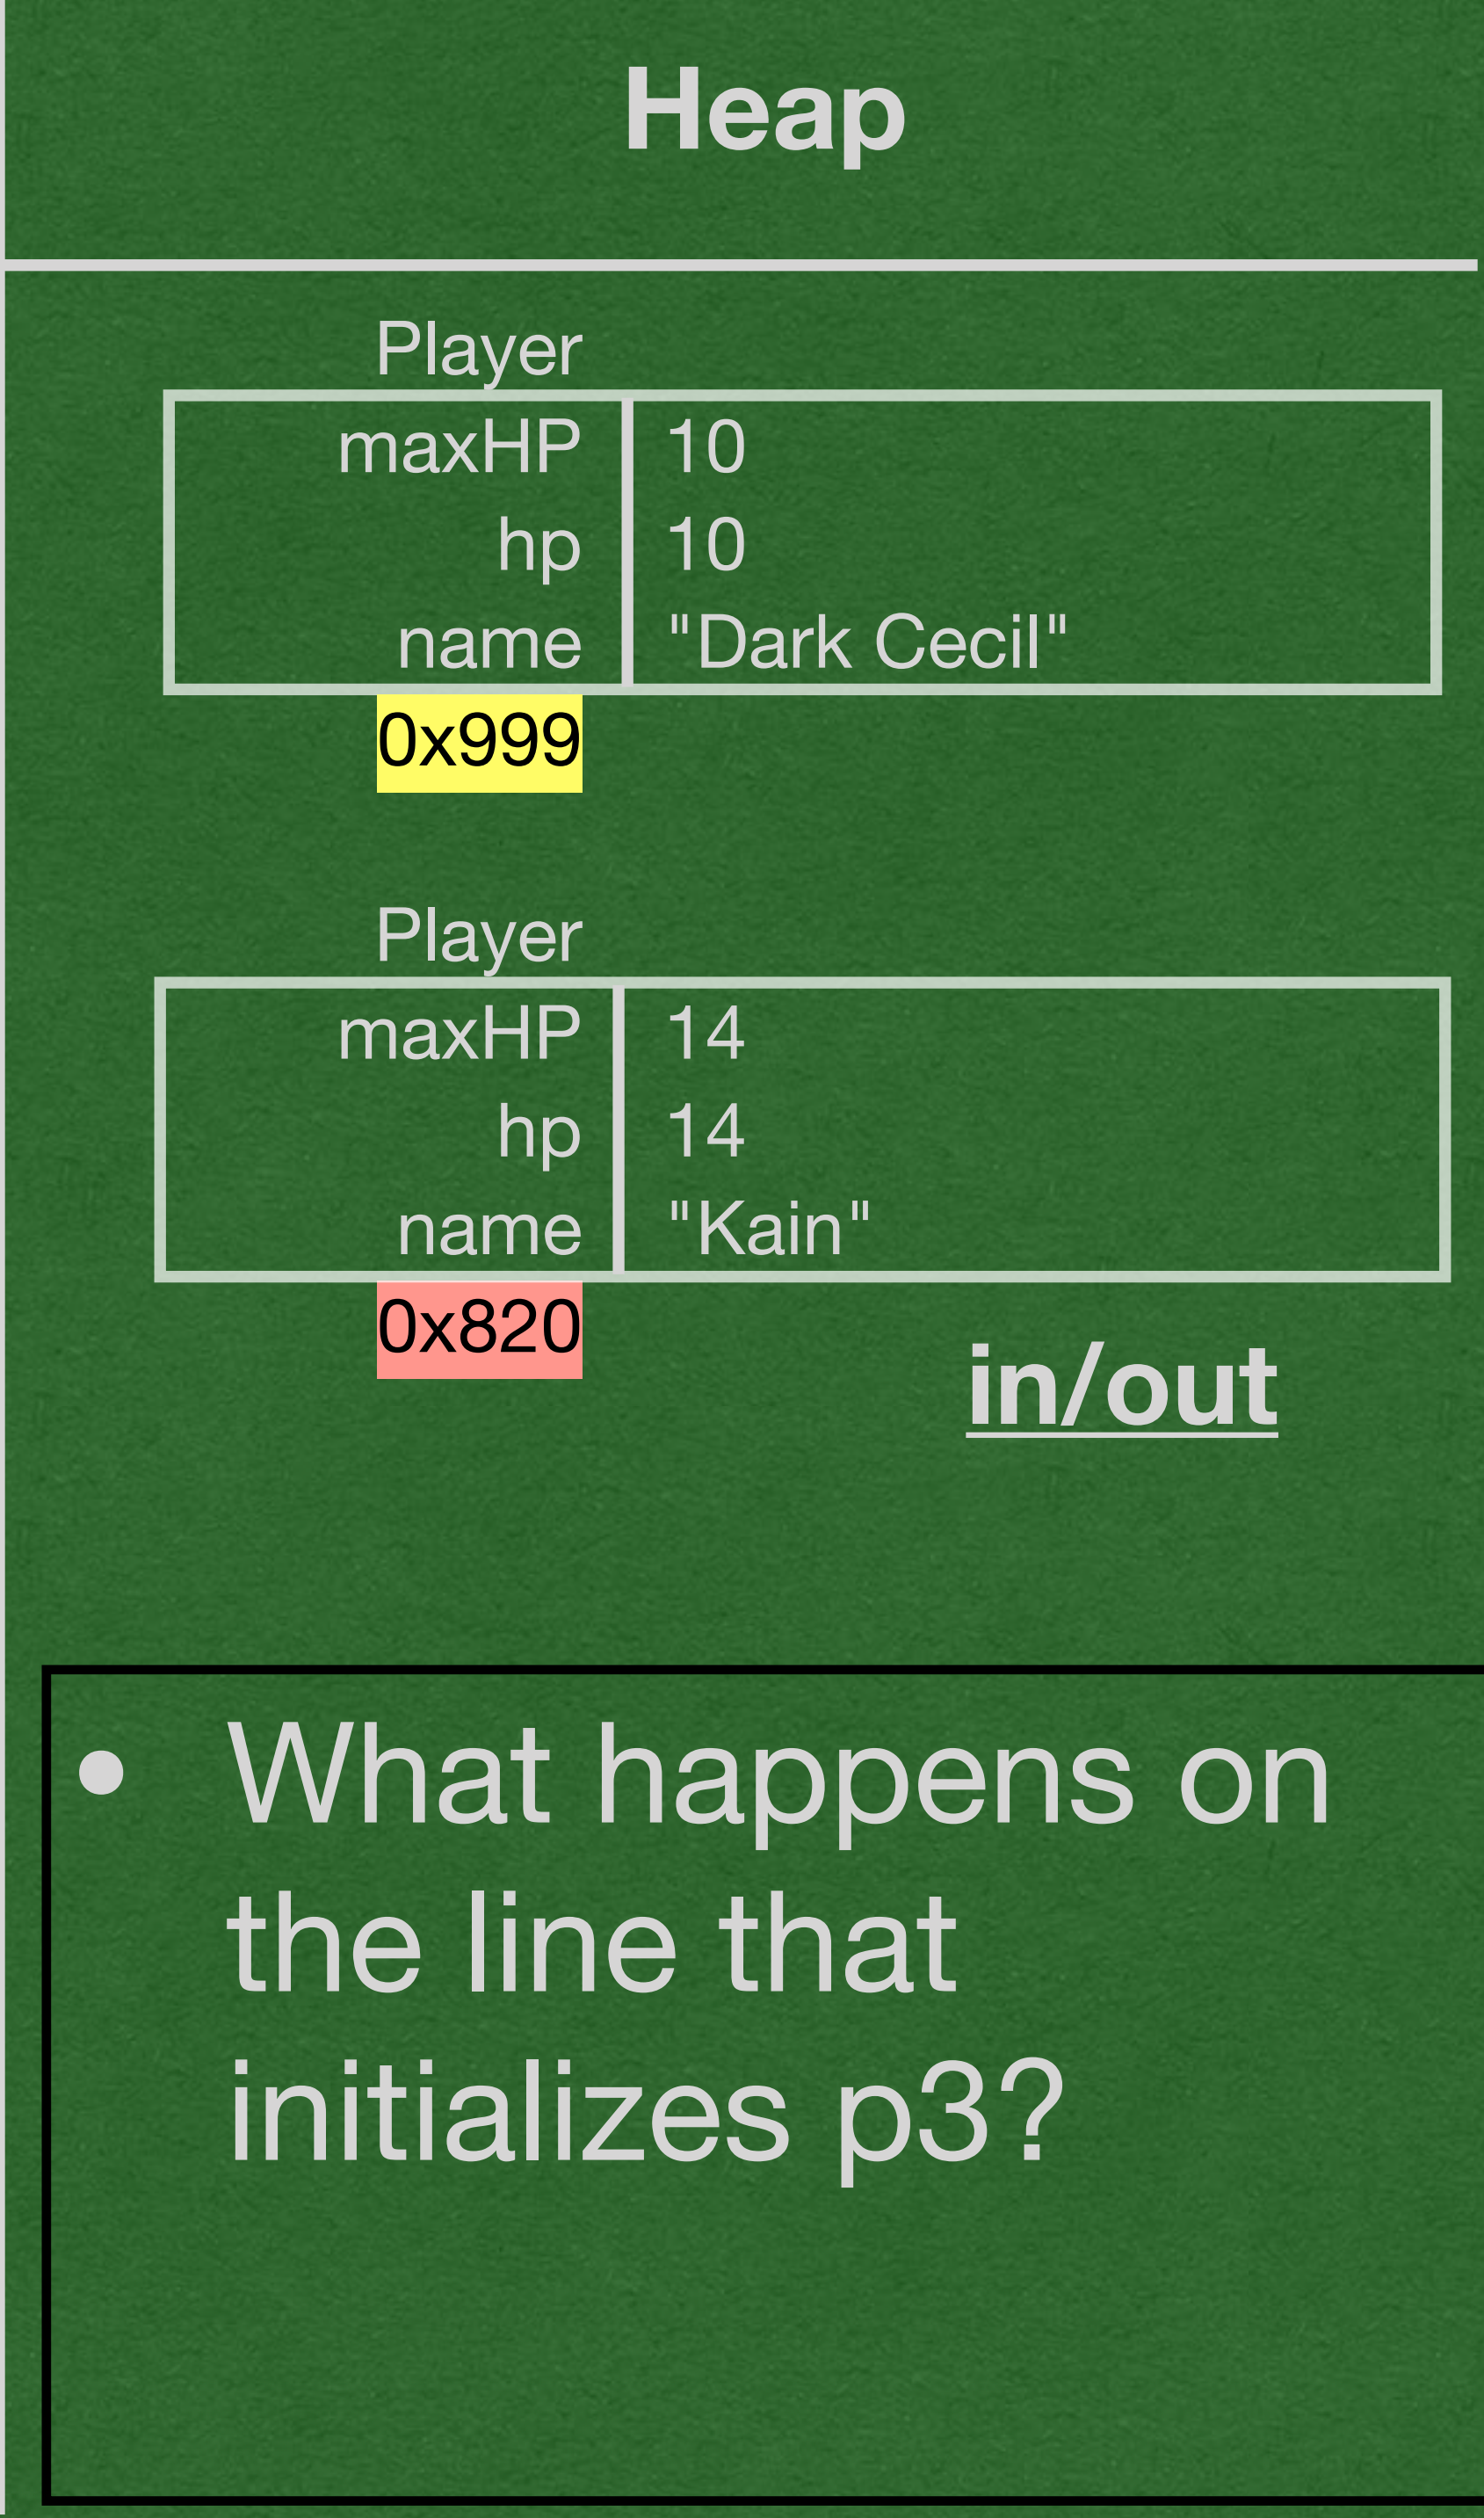 Heap
Player
maxHP 10
hp 10
name "Dark Cecil"
0x999
Player
maxHP 14
hp 14
name "Kain"
0x820
in/out
• What happens on
the line that
initializes p3?